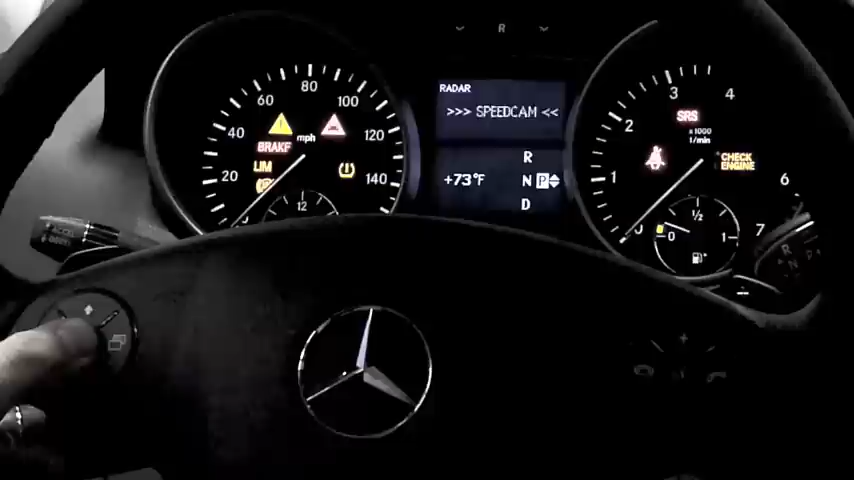 R
20
40
60
80
100
120
140
mph
BRAKE
LIM
12
RADAR
>>> SPEEDCAM <<
+73°F
R
N P
D
1
2
3
4
6
7
SRS
x1000
1/min
CHECK
ENGINE
0
½
1
ACCEL
R
N
P